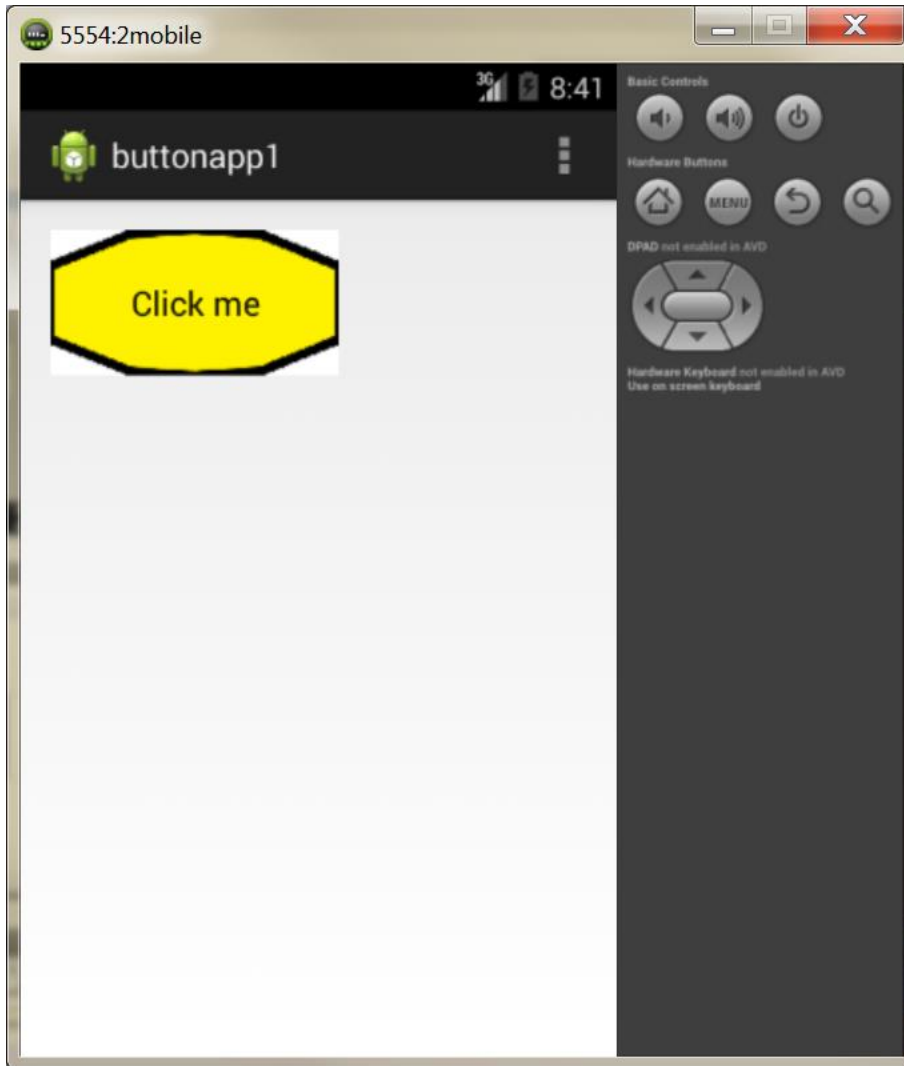 5554:2mobile
3G 8:41
buttonapp1
Click me
Basic Controls
Hardware Buttons
MENU
DPAD not enabled in AVD
Hardware Keyboard not enabled in AVD
Use on screen keyboard